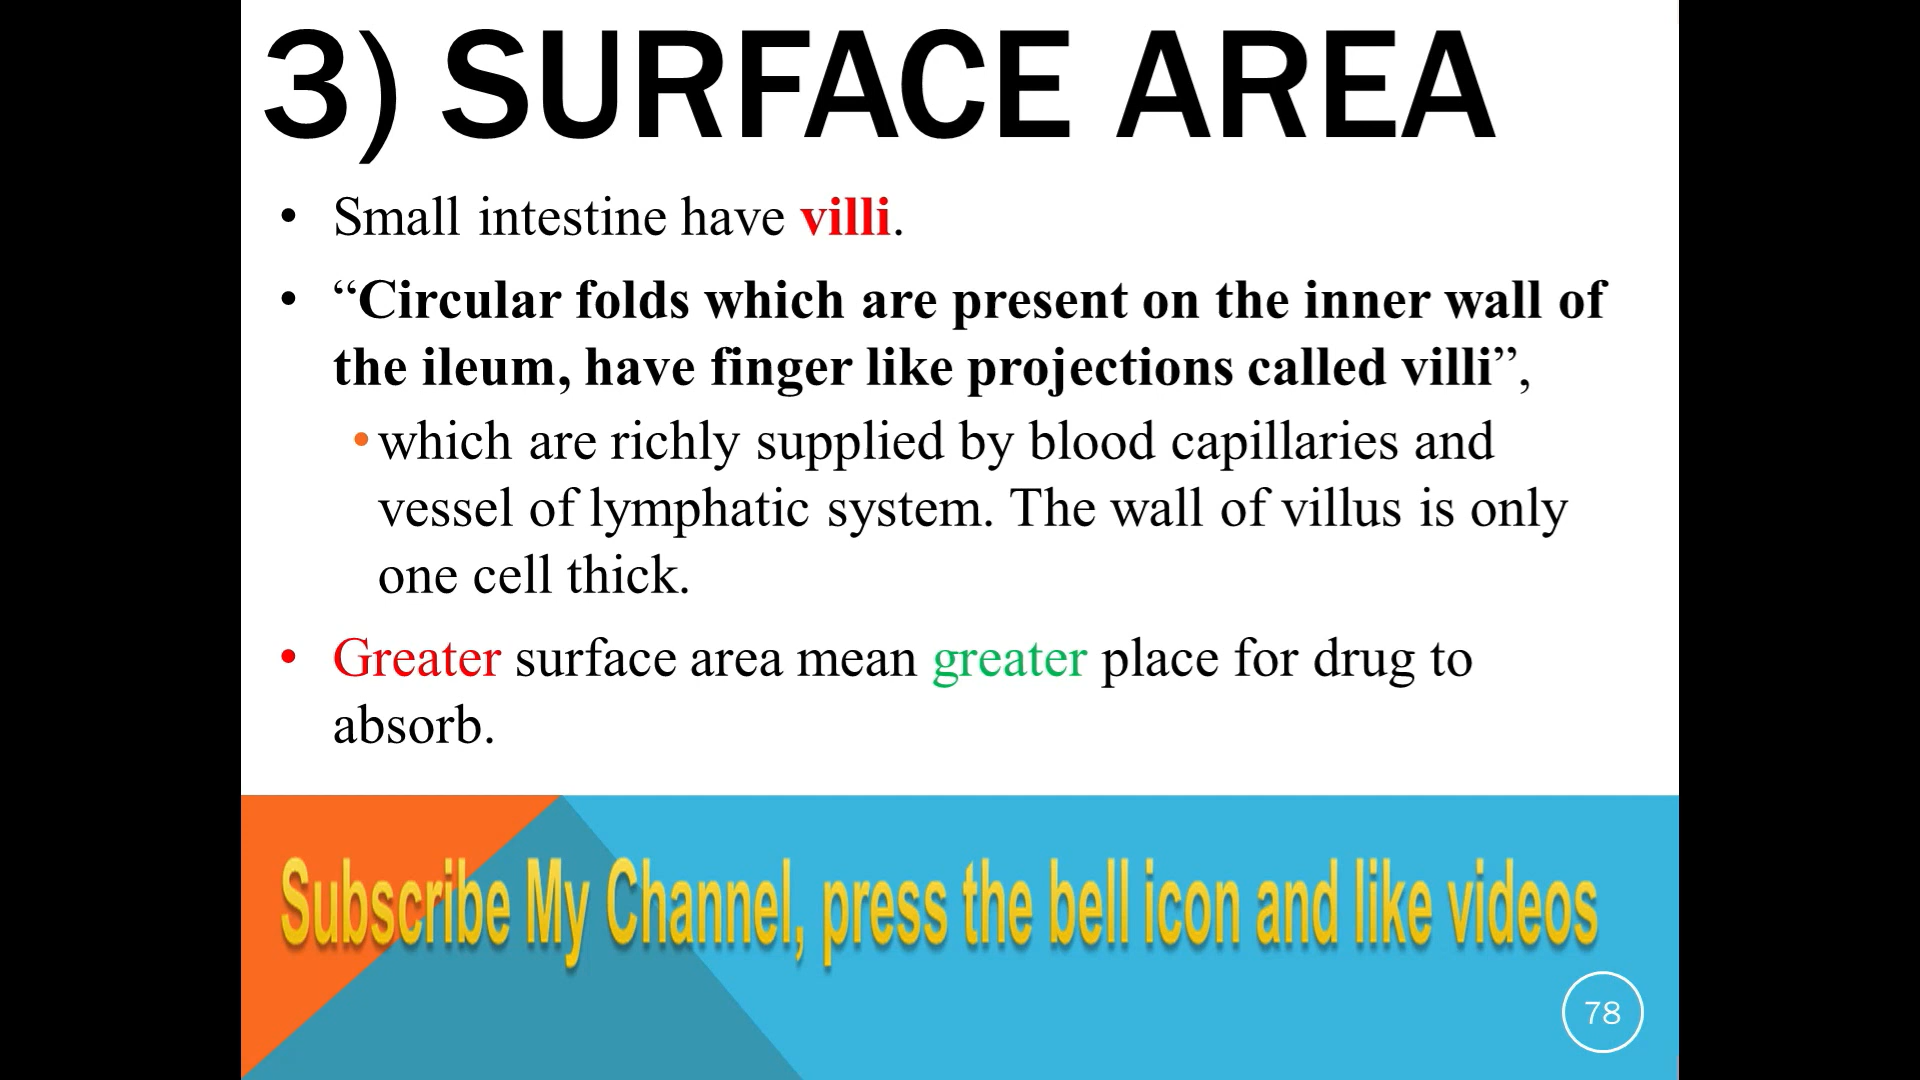 3) SURFACE AREA
• Small intestine have villi.
• “Circular folds which are present on the inner wall of
the ileum, have finger like projections called villi”,
• which are richly supplied by blood capillaries and
vessel of lymphatic system. The wall of villus is only
one cell thick.
• Greater surface area mean greater place for drug to
absorb.
Subscribe My Channel, press the bell icon and like videos
78